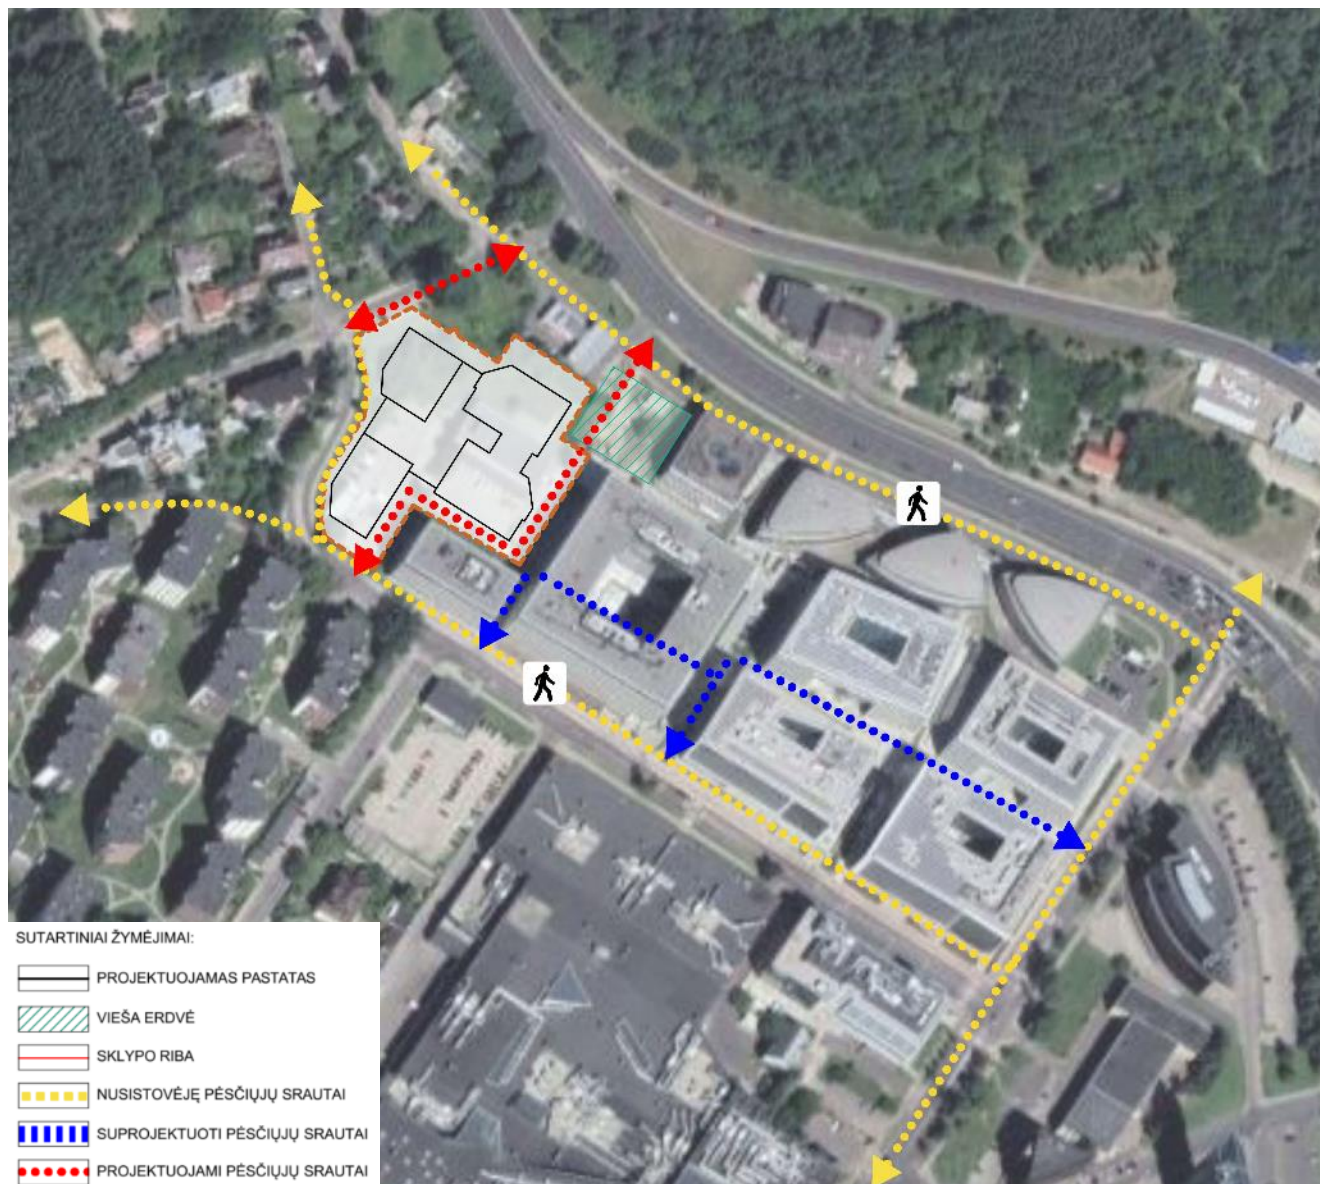 SUTARTINIAI ŽYMĖJIMAI:
PROJEKTUOJAMAS PASTATAS
VIEŠA ERDVĖ
SKLYPO RIBA
NUSISTOVĖJĘ PĖSČIŲJŲ SRAUTAI
SUPROJEKTUOTI PĖSČIŲJŲ SRAUTAI
PROJEKTUOJAMI PĖSČIŲJŲ SRAUTAI